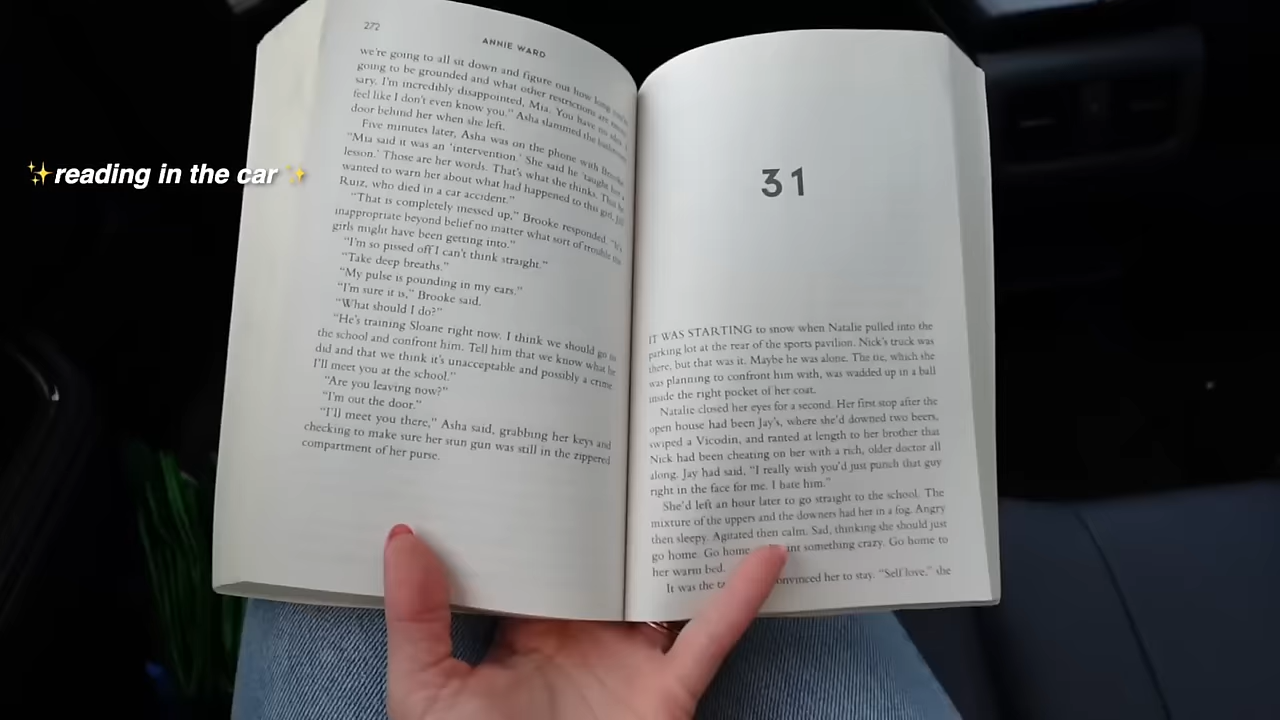 ✨reading in the car ✨
272
ANNIE WARD
we're going to all sit down and figure out how long
going to be grounded and what other restrictions are
sary. I'm incredibly disappointed, Mia. You have no idea. I
feel like I don't even know you." Asha slammed the
door behind her when she left.
Five minutes later, Asha was on the phone with Brooke.
"Mia said it was an 'intervention.' She said he 'taught her a
lesson.' Those are her words. That's what she thinks. That he
wanted to warn her about what had happened to this girl,
Ruiz, who died in a car accident."
"That is completely messed up," Brooke responded. "It's
inappropriate beyond belief no matter what sort of trouble the
girls might have been getting into."
"I'm so pissed off I can't think straight."
"Take deep breaths."
"My pulse is pounding in my ears."
"I'm sure it is," Brooke said.
"What should I do?"
"He's training Sloane right now. I think we should go to
the school and confront him. Tell him that we know what he
did and that we think it's unacceptable and possibly a crime.
I'll meet you at the school."
"Are you leaving now?"
"I'm out the door."
"I'll meet you there," Asha said, grabbing her keys and
checking to make sure her stun gun was still in the zippered
compartment of her purse.
31
IT WAS STARTING to snow when Natalie pulled into the
parking lot at the rear of the sports pavilion. Nick's truck was
there, but that was it. Maybe he was alone. The tie, which she
was planning to confront him with, was wadded up in a ball
inside the right pocket of her coat.
Natalie closed her eyes for a second. Her first stop after the
open house had been Jay's, where she'd downed two beers,
swiped a Vicodin, and ranted at length to her brother that
Nick had been cheating on her with a rich, older doctor all
along. Jay had said, "I really wish you'd just punch that guy
right in the face for me. I hate him."
She'd left an hour later to go straight to the school. The
mixture of the uppers and the downers had her in a fog. Angry
then sleepy. Agitated then calm. Sad, thinking she should just
go home. Go home something crazy. Go home to
her warm bed.
It was the convinced her to stay. "Self love," she